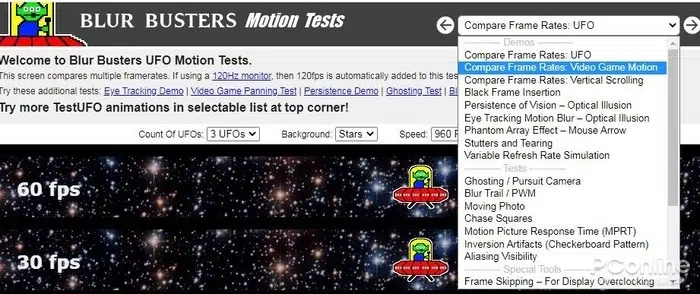 BLUR BUSTERS Motion Tests
Compare Frame Rates: UFO
Welcome to Blur Busters UFO Motion Tests.
This screen compares multiple framerates. If using a 120Hz monitor, then 120fps is automatically added to this tes
Try these additional tests: Eye Tracking Demo | Video Game Panning Test | Persistence Demo | Ghosting Test | Bl
Try more TestUFO animations in selectable list at top corner!
Count Of UFOs: 3 UFOs
Background: Stars
Speed: 960 P
60 fps
30 fps
Demos
Compare Frame Rates: UFO
Compare Frame Rates: Video Game Motion
Compare Frame Rates: Vertical Scrolling
Black Frame Insertion
Persistence of Vision – Optical Illusion
Eye Tracking Motion Blur – Optical Illusion
Phantom Array Effect – Mouse Arrow
Stutters and Tearing
Variable Refresh Rate Simulation
Tests
Ghosting / Pursuit Camera
Blur Trail / PWM
Moving Photo
Chase Squares
Motion Picture Response Time (MPRT)
Inversion Artifacts (Checkerboard Pattern)
Aliasing Visibility
Special Tools
Frame Skipping – For Display Overclocking
PConline